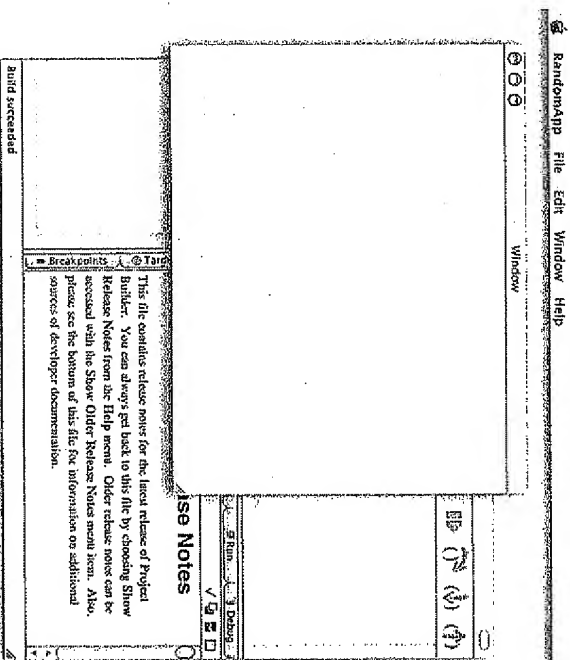 RandomApp File Edit Window Help
Window
Run
Debug
ise Notes
Breakpoints
Targ
This file contains release notes for the latest release of Project
Builder. You can always get back to this file by choosing Show
Release Notes from the Help menu. Older release notes can be
accessed with the Show Older Release Notes menu item. Also,
please see the bottom of this file for information on additional
sources of developer documentation.
Build succeeded